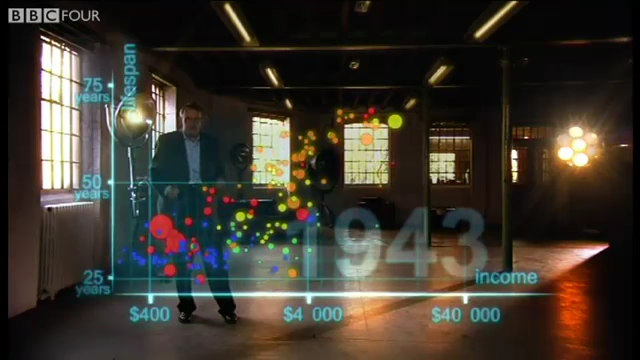 BBC FOUR
lifespan
75
years
50
years
25
years
1943
income
$400
$4 000
$40 000